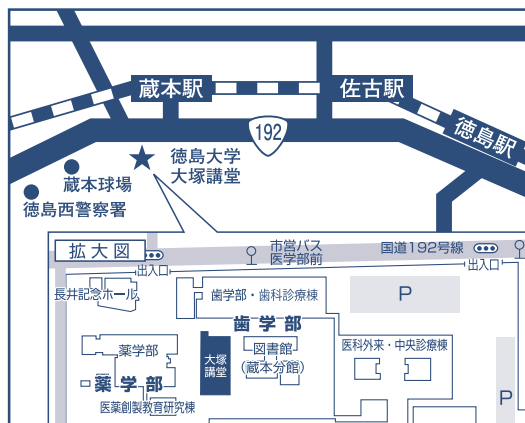 蔵本駅
佐古駅
192
徳島駅
徳島大学
大塚講堂
蔵本球場
徳島西警察署
拡大図
市営バス
医学部前
国道192号線
出入口
出入口
長井記念ホール
歯学部・歯科診療棟
P
歯学部
薬学部
大塚
講堂
図書館
(蔵本分館)
医科外来・中央診療棟
薬学部
医薬創製教育研究棟
P